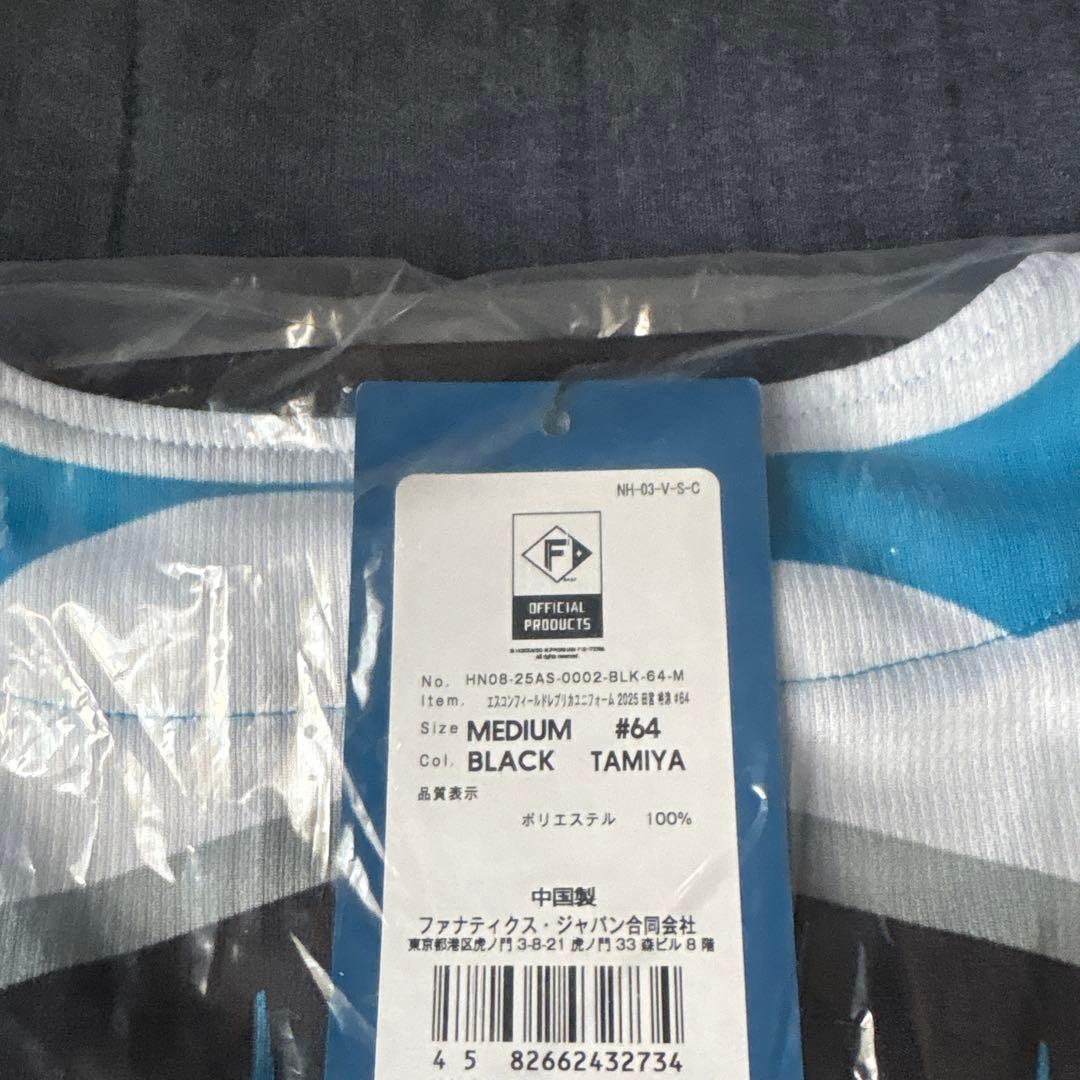 NH-03-V-S-C
F
OFFICIAL
PRODUCTS
All rights reserved.
No. HN08-25AS-0002-BLK-64-M
Item. エスコンフィールドレプリカユニフォーム 2025 田宮 裕涼 #64
Size MEDIUM #64
Col. BLACK TAMIYA
品質表示
ポリエステル 100%
中国製
ファナティクス・ジャパン合同会社
東京都港区虎ノ門 3-8-21 虎ノ門 33 森ビル 8 階
4 5 82662432734